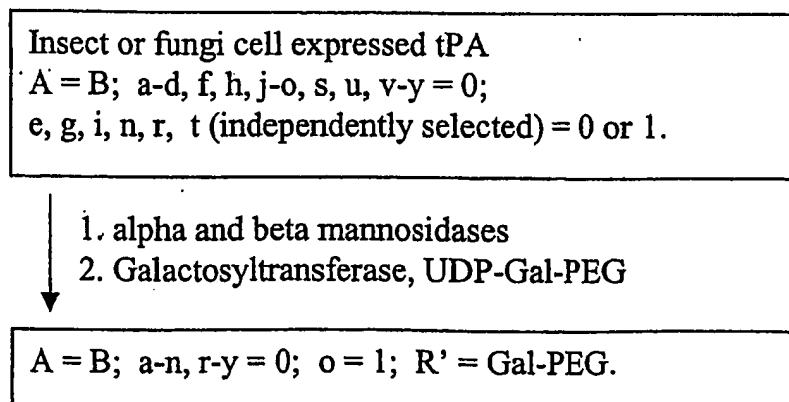 Insect or fungi cell expressed tPA
A = B; a-d, f, h, j-o, s, u, v-y = 0;
e, g, i, n, r, t (independently selected) = 0 or 1.
1. alpha and beta mannosidases
2. Galactosyltransferase, UDP-Gal-PEG
A = B; a-n, r-y = 0; o = 1; R' = Gal-PEG.